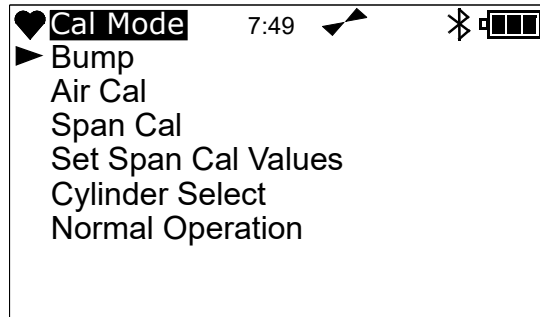 Cal Mode 7:49
Bump
Air Cal
Span Cal
Set Span Cal Values
Cylinder Select
Normal Operation